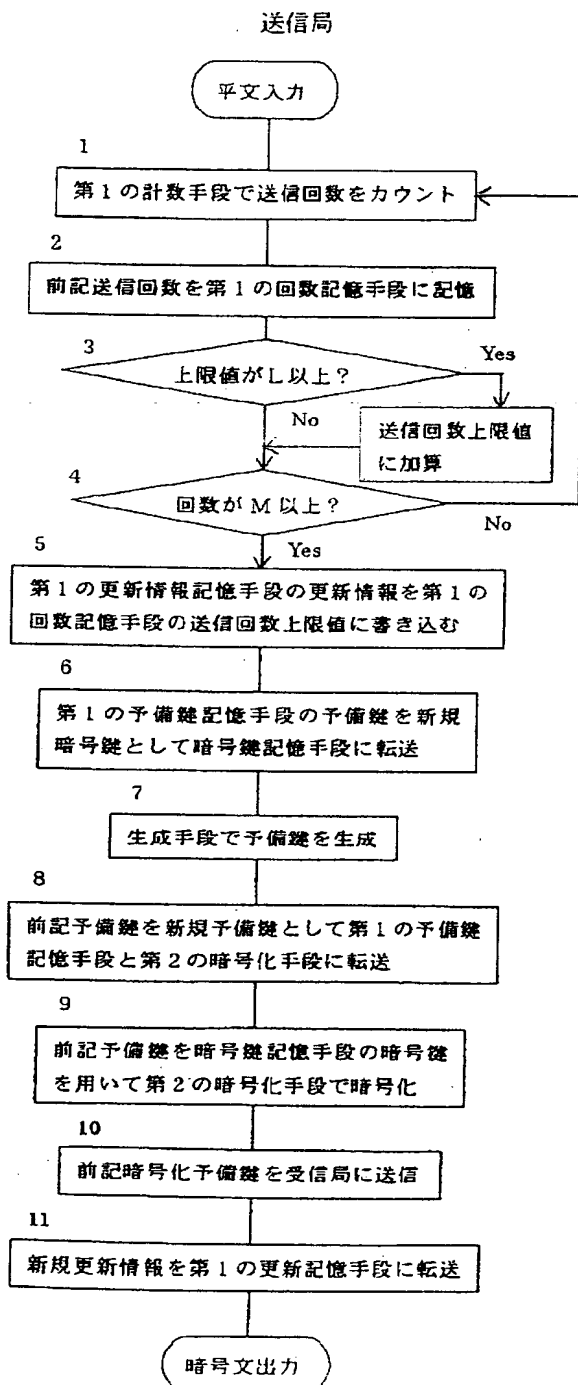 送信局
平文入力
1
第1の計数手段で送信回数をカウント
2
前記送信回数を第1の回数記憶手段に記憶
3
上限値がL以上？
Yes
No
送信回数上限値
に加算
4
回数がM以上？
No
Yes
5
第1の更新情報記憶手段の更新情報を第1の
回数記憶手段の送信回数上限値に書き込む
6
第1の予備鍵記憶手段の予備鍵を新規
暗号鍵として暗号鍵記憶手段に転送
7
生成手段で予備鍵を生成
8
前記予備鍵を新規予備鍵として第1の予備鍵
記憶手段と第2の暗号化手段に転送
9
前記予備鍵を暗号鍵記憶手段の暗号鍵
を用いて第2の暗号化手段で暗号化
10
前記暗号化予備鍵を受信局に送信
11
新規更新情報を第1の更新記憶手段に転送
暗号文出力